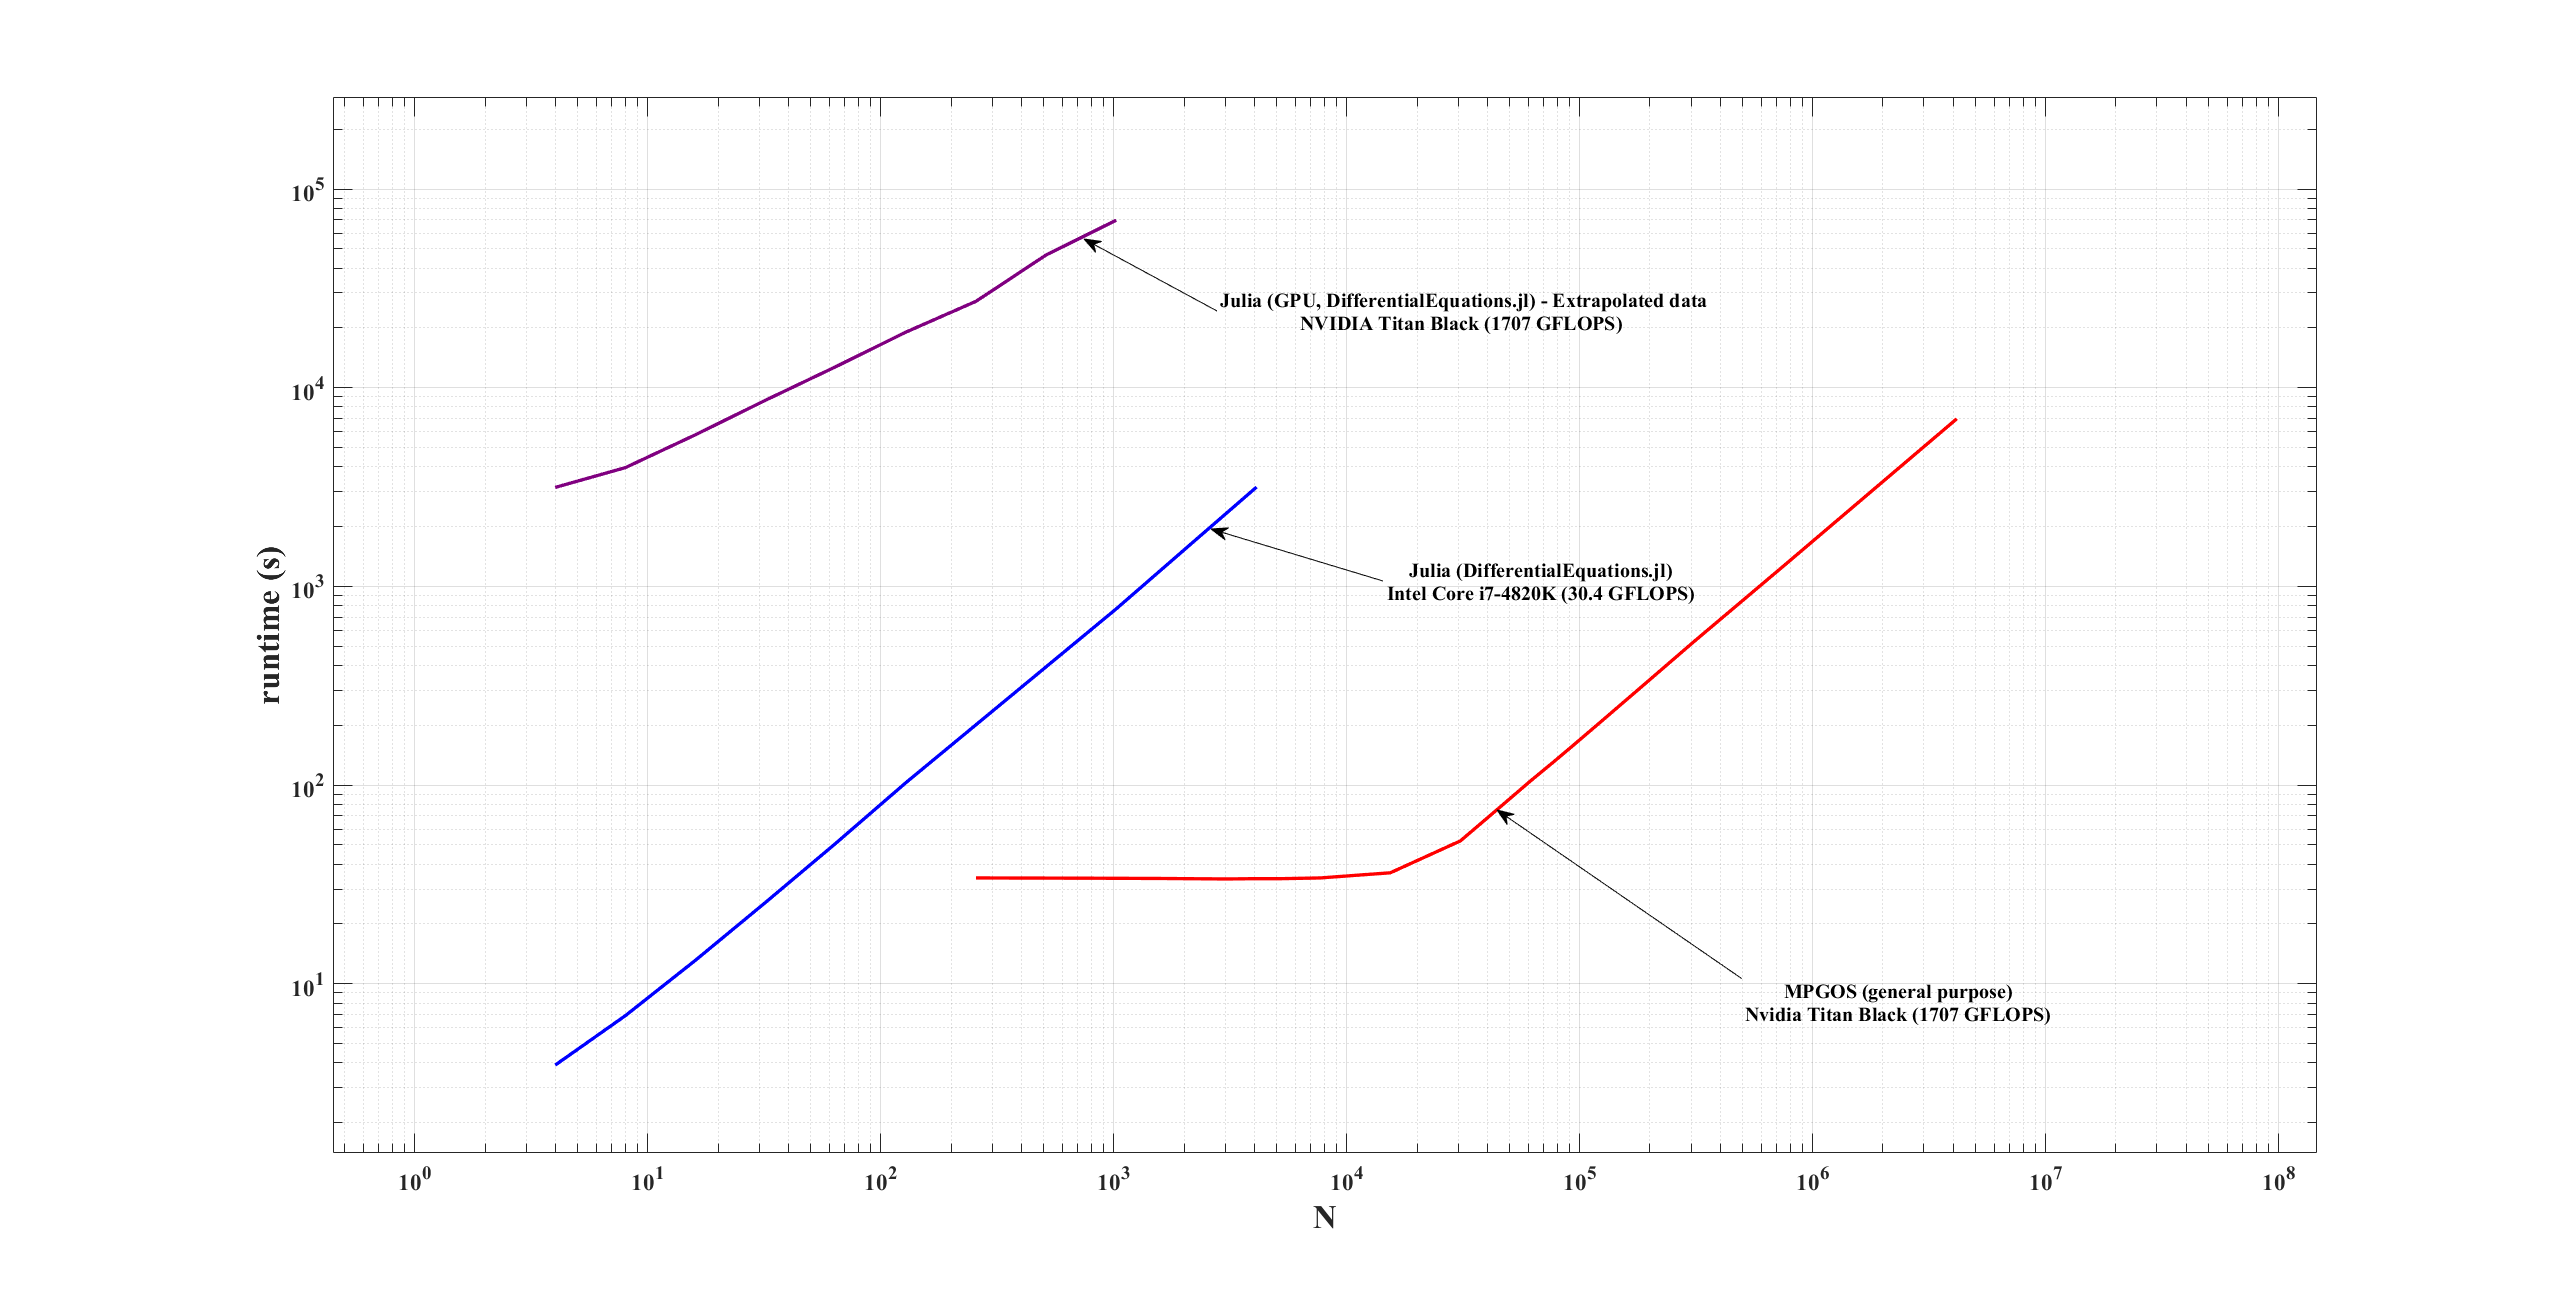 10^5
Julia (GPU, DifferentialEquations.jl) - Extrapolated data
NVIDIA Titan Black (1707 GFLOPS)
10^4
runtime (s)
10^3
Julia (DifferentialEquations.jl)
Intel Core i7-4820K (30.4 GFLOPS)
10^2
10^1
MPGOS (general purpose)
Nvidia Titan Black (1707 GFLOPS)
10^0 10^1 10^2 10^3 10^4 10^5 10^6 10^7 10^8
N